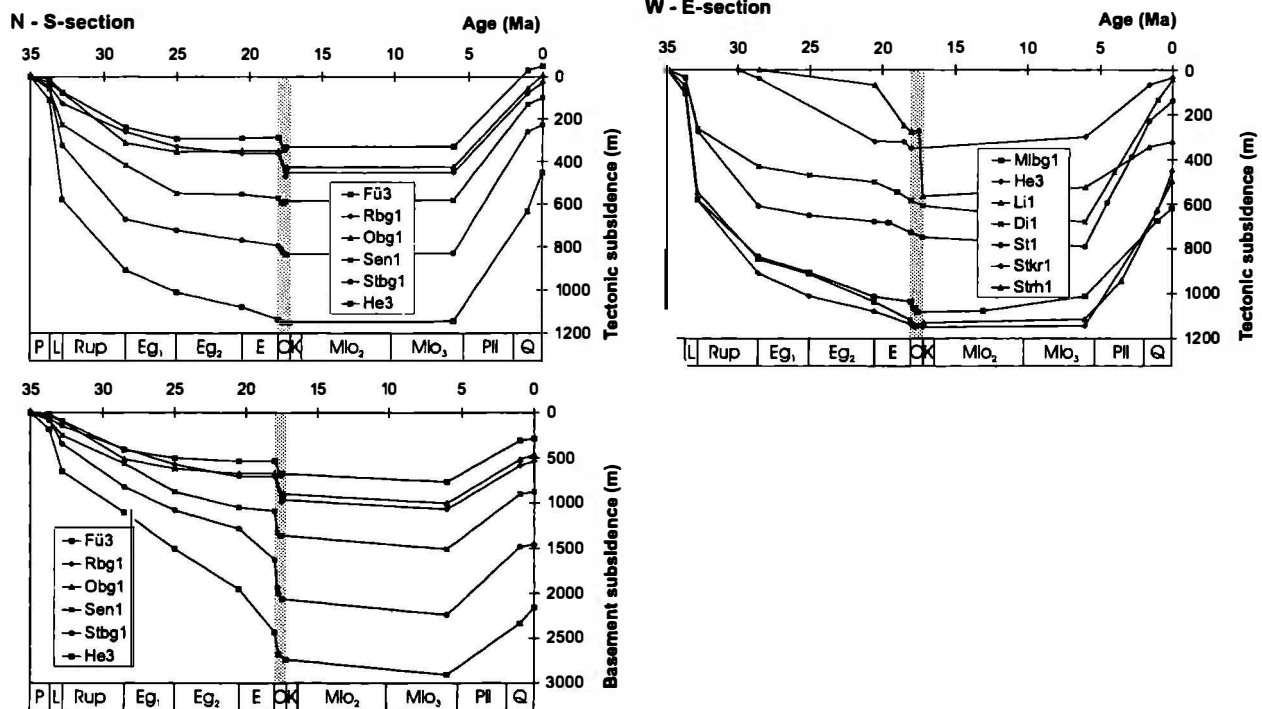 N - S-section
Age (Ma)
35 30 25 20 15 10 5 0
0
200
400
600
800
1000
1200
Tectonic subsidence (m)
Fü3
Rbg1
Obg1
Sen1
Stbg1
He3
P L Rup Eg₁ Eg₂ E O K Mio₂ Mio₃ Pli Q
W - E-section
Age (Ma)
35 30 25 20 15 10 5 0
0
200
400
600
800
1000
1200
Tectonic subsidence (m)
Mlbg1
He3
Li1
Di1
St1
Stkr1
Strh1
L Rup Eg₁ Eg₂ E O K Mio₂ Mio₃ Pli Q
35 30 25 20 15 10 5 0
0
500
1000
1500
2000
2500
3000
Basement subsidence (m)
Fü3
Rbg1
Obg1
Sen1
Stbg1
He3
P L Rup Eg₁ Eg₂ E O K Mio₂ Mio₃ Pli Q